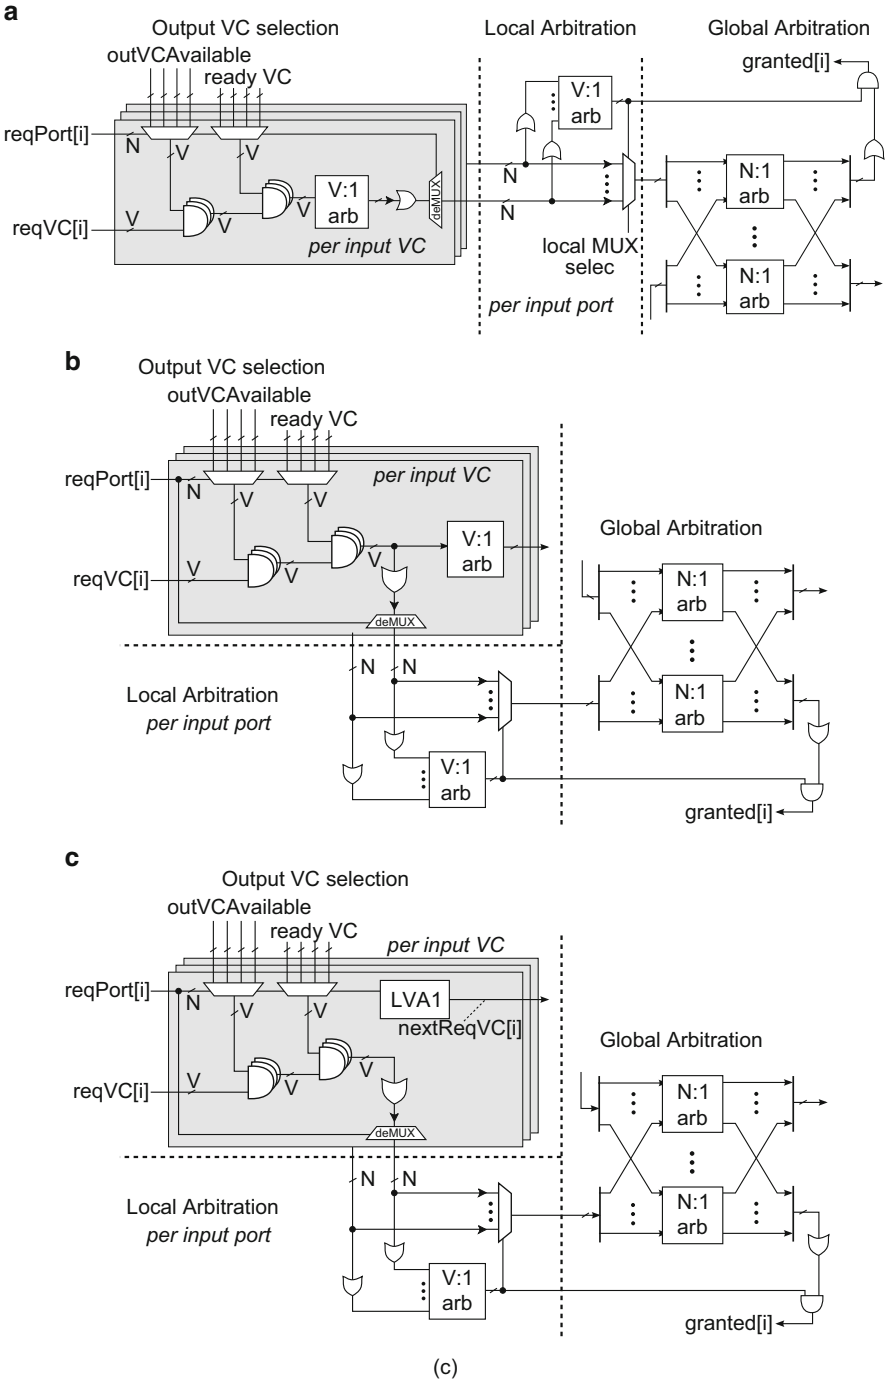 a
Output VC selection
Local Arbitration
Global Arbitration
outVCAvailable
ready VC
granted[i]
reqPort[i]
N
V
V
V:1
arb
N
N:1
arb
V:1
arb
deMUX
reqVC[i]
V
V
V
N
per input VC
local MUX
selec
N:1
arb
per input port
b
Output VC selection
outVCAvailable
ready VC
reqPort[i]
per input VC
N
V
V
Global Arbitration
V:1
arb
V
reqVC[i]
V
V
N:1
arb
deMUX
N
N
Local Arbitration
per input port
N:1
arb
V:1
arb
granted[i]
c
Output VC selection
outVCAvailable
ready VC
per input VC
reqPort[i]
N
V
V
LVA1
nextReqVC[i]
Global Arbitration
reqVC[i]
V
V
V
N:1
arb
deMUX
N
N
Local Arbitration
per input port
N:1
arb
V:1
arb
granted[i]
(c)